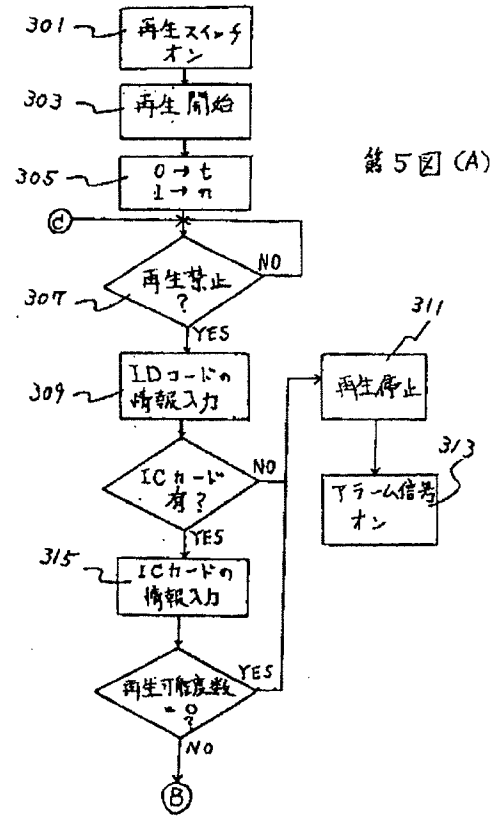 301
再生スイッチ
オン
303
再生開始
第5図(A)
305
0→t
1→n
C
307
再生禁止
?
NO
YES
309
IDコードの
情報入力
311
再生停止
ICカード
有?
NO
YES
313
アラーム信号
オン
315
ICカードの
情報入力
再生可能度数
=0
?
YES
NO
B